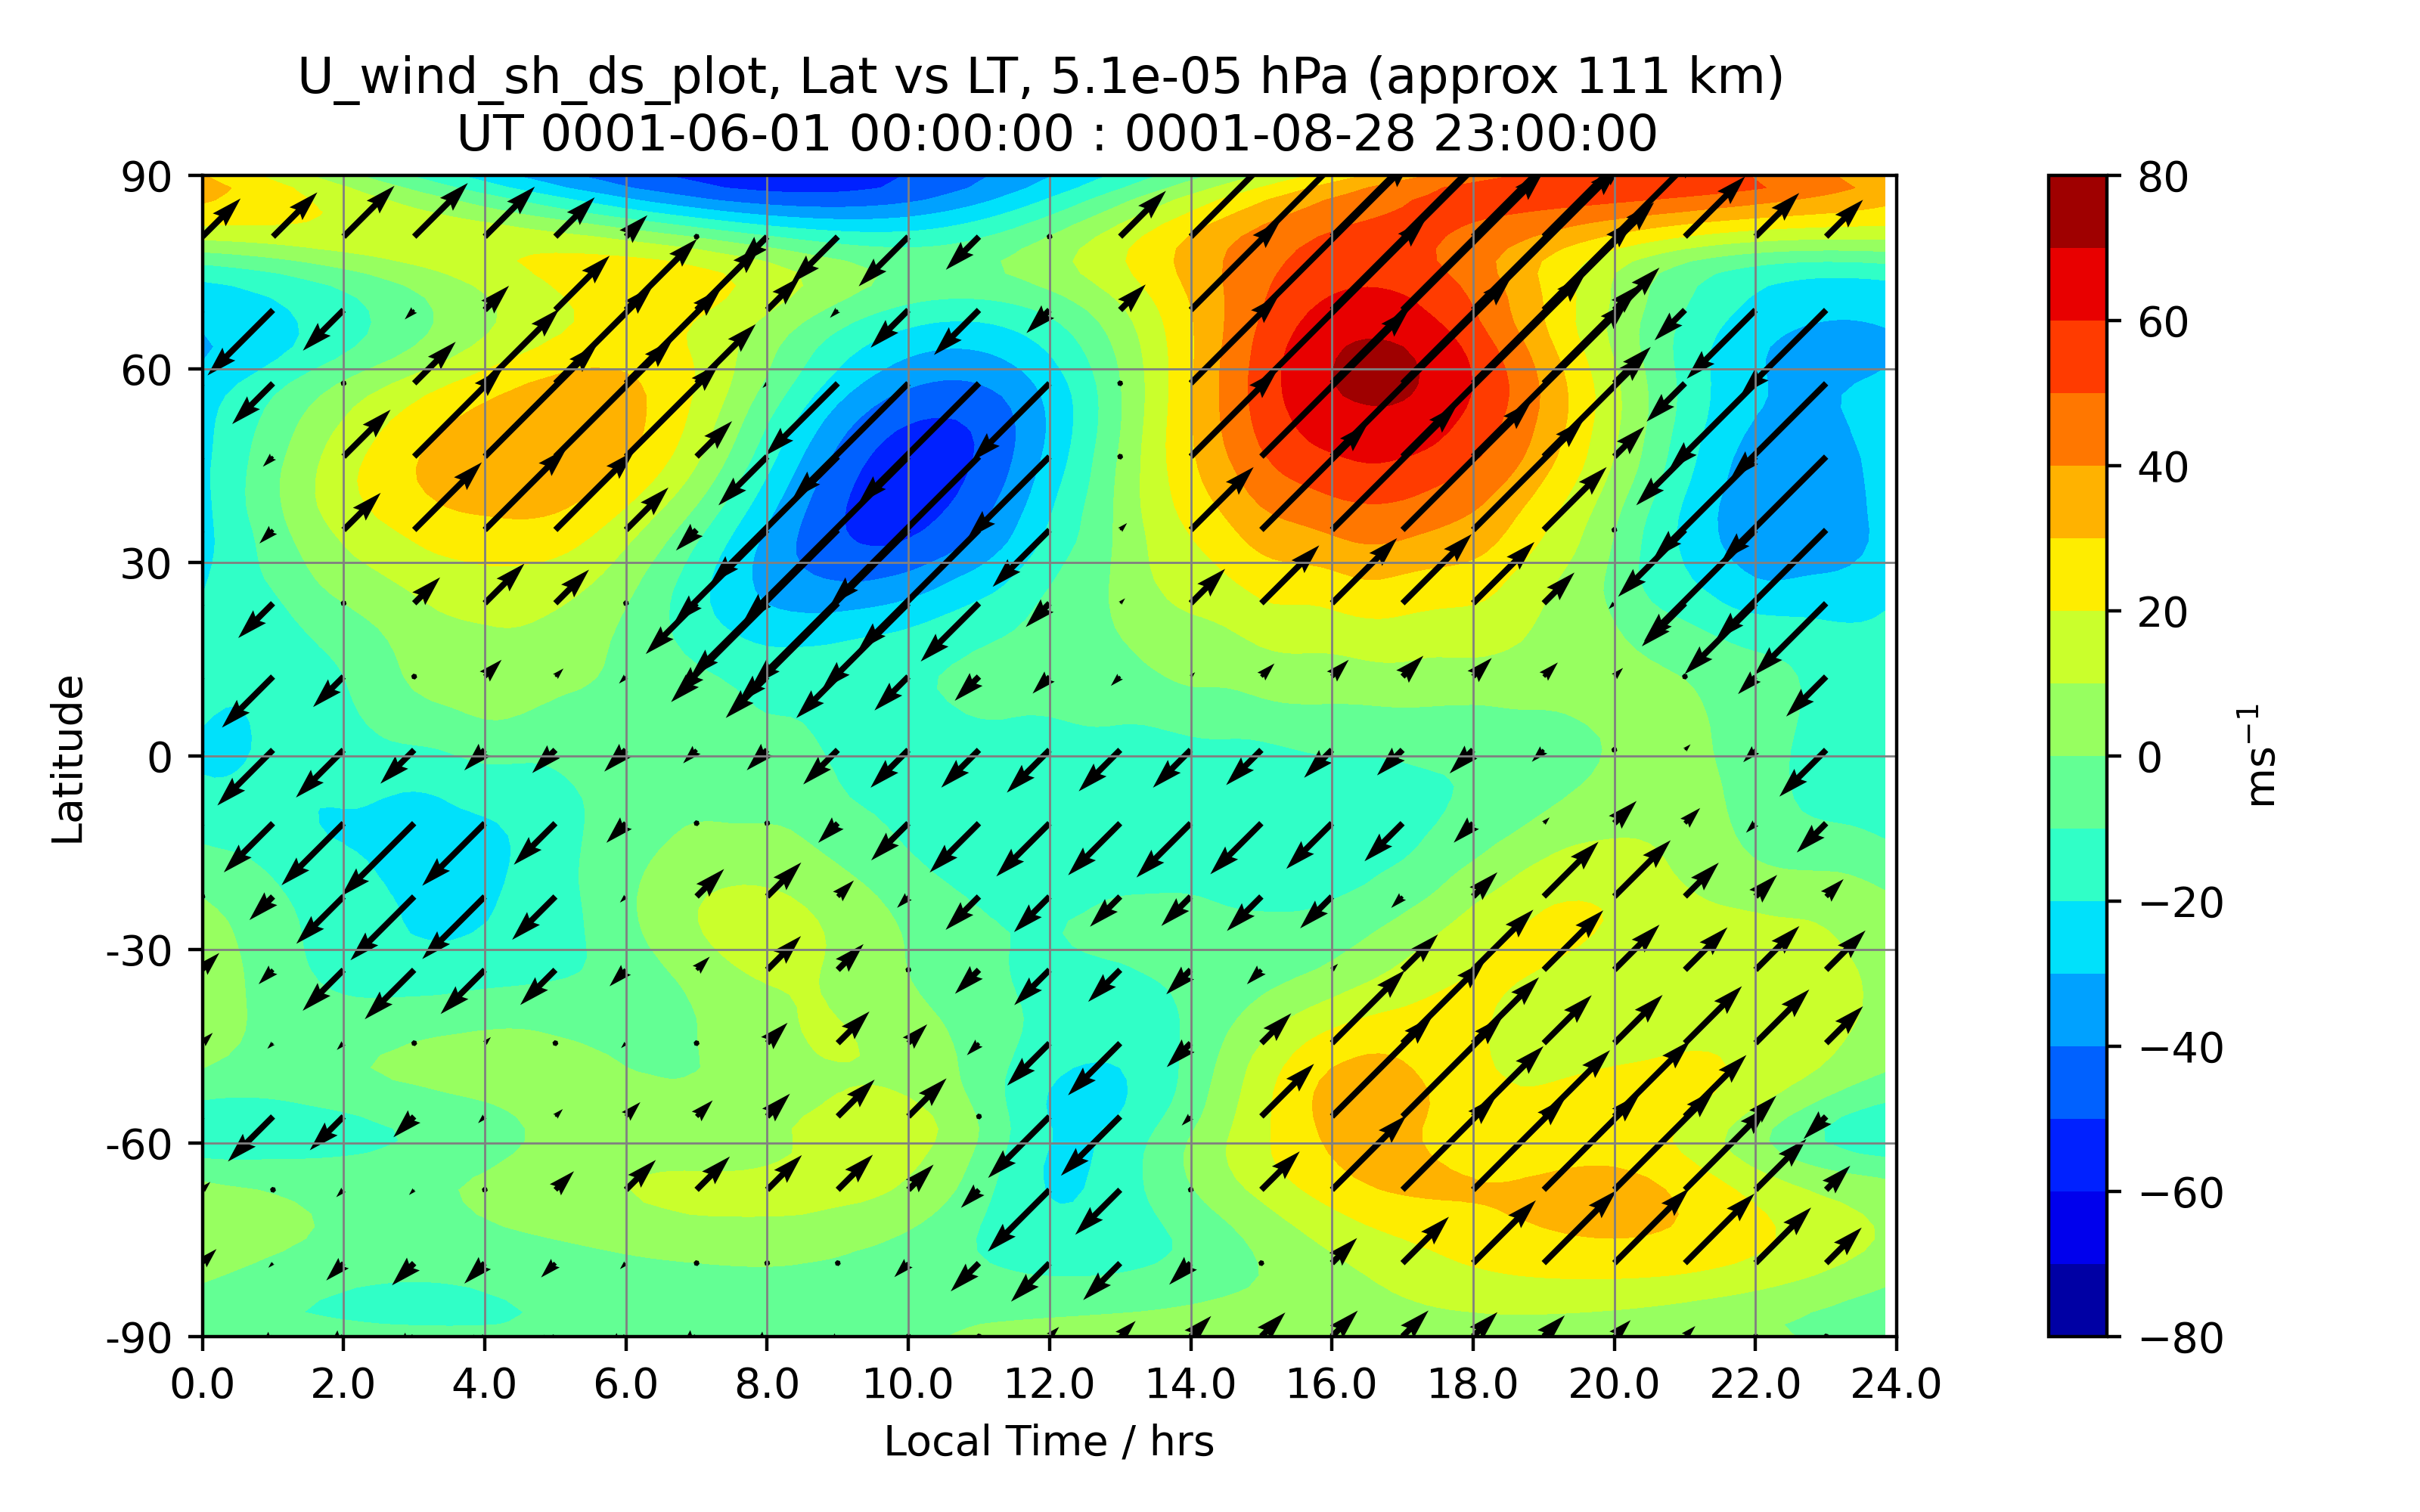 U_wind_sh_ds_plot, Lat vs LT, 5.1e-05 hPa (approx 111 km)
UT 0001-06-01 00:00:00 : 0001-08-28 23:00:00
90
60
30
0
-30
-60
-90
Latitude
0.0 2.0 4.0 6.0 8.0 10.0 12.0 14.0 16.0 18.0 20.0 22.0 24.0
Local Time / hrs
80
60
40
20
0
−20
−40
−60
−80
ms⁻¹